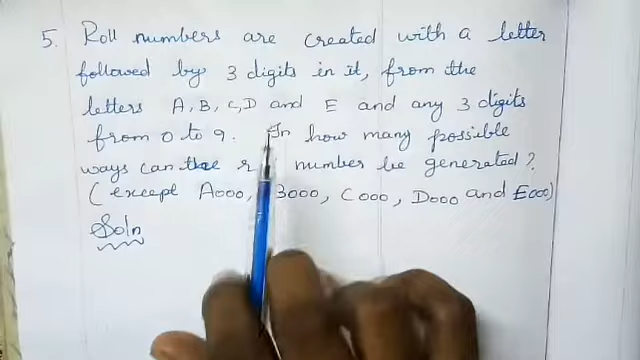 5. Roll numbers are created with a letter
followed by 3 digits in it, from the
letters A, B, C, D and E and any 3 digits
from 0 to 9. In how many possible
ways can the number be generated?
(except A000, B000, C000, D000 and E000)
Soln